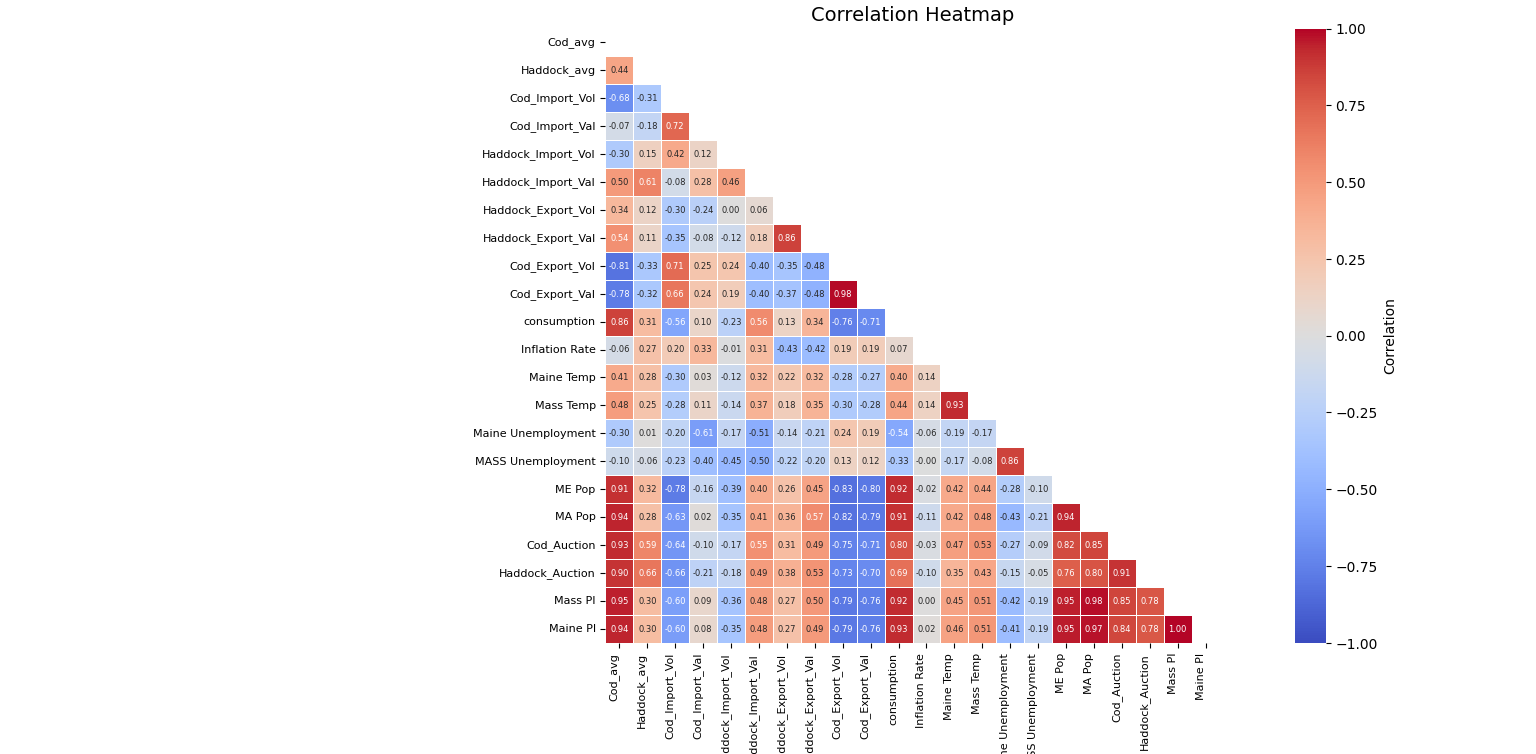 Correlation Heatmap
Cod_avg
Haddock_avg 0.44
Cod_Import_Vol -0.68 -0.31
Cod_Import_Val -0.07 -0.18 0.72
Haddock_Import_Vol -0.30 0.15 0.42 0.12
Haddock_Import_Val 0.50 0.61 -0.08 0.28 0.46
Haddock_Export_Vol 0.34 0.12 -0.30 -0.24 0.00 0.06
Haddock_Export_Val 0.54 0.11 -0.35 -0.08 -0.12 0.18 0.86
Cod_Export_Vol -0.81 -0.33 0.71 0.25 0.24 -0.40 -0.35 -0.48
Cod_Export_Val -0.78 -0.32 0.66 0.24 0.19 -0.40 -0.37 -0.48 0.98
consumption 0.86 0.31 -0.56 0.10 -0.23 0.56 0.13 0.34 -0.76 -0.71
Inflation Rate -0.06 0.27 0.20 0.33 -0.01 0.31 -0.43 -0.42 0.19 0.19 0.07
Maine Temp 0.41 0.28 -0.30 0.03 -0.12 0.32 0.22 0.32 -0.28 -0.27 0.40 0.14
Mass Temp 0.48 0.25 -0.28 0.11 -0.14 0.37 0.18 0.35 -0.30 -0.28 0.44 0.14 0.93
Maine Unemployment -0.30 0.01 -0.20 -0.61 -0.17 -0.51 -0.14 -0.21 0.24 0.19 -0.54 -0.06 -0.19 -0.17
MASS Unemployment -0.10 -0.06 -0.23 -0.40 -0.45 -0.50 -0.22 -0.20 0.13 0.12 -0.33 -0.00 -0.17 -0.08 0.86
ME Pop 0.91 0.32 -0.78 -0.16 -0.39 0.40 0.26 0.45 -0.83 -0.80 0.92 -0.02 0.42 0.44 -0.28 -0.10
MA Pop 0.94 0.28 -0.63 0.02 -0.35 0.41 0.36 0.57 -0.82 -0.79 0.91 -0.11 0.42 0.48 -0.43 -0.21 0.94
Cod_Auction 0.93 0.59 -0.64 -0.10 -0.17 0.55 0.31 0.49 -0.75 -0.71 0.80 -0.03 0.47 0.53 -0.27 -0.09 0.82 0.85
Haddock_Auction 0.90 0.66 -0.66 -0.21 -0.18 0.49 0.38 0.53 -0.73 -0.70 0.69 -0.10 0.35 0.43 -0.15 -0.05 0.76 0.80 0.91
Mass PI 0.95 0.30 -0.60 0.09 -0.36 0.48 0.27 0.50 -0.79 -0.76 0.92 0.00 0.45 0.51 -0.42 -0.19 0.95 0.98 0.85 0.78
Maine PI 0.94 0.30 -0.60 0.08 -0.35 0.48 0.27 0.49 -0.79 -0.76 0.93 0.02 0.46 0.51 -0.41 -0.19 0.95 0.97 0.84 0.78 1.00
Cod_avg
Haddock_avg
Cod_Import_Vol
Cod_Import_Val
ddock_Import_Vol
ddock_Import_Val
ddock_Export_Vol
ddock_Export_Val
Cod_Export_Vol
Cod_Export_Val
consumption
Inflation Rate
Maine Temp
Mass Temp
ne Unemployment
SS Unemployment
ME Pop
MA Pop
Cod_Auction
Haddock_Auction
Mass PI
Maine PI
1.00
0.75
0.50
0.25
0.00
−0.25
−0.50
−0.75
−1.00
Correlation